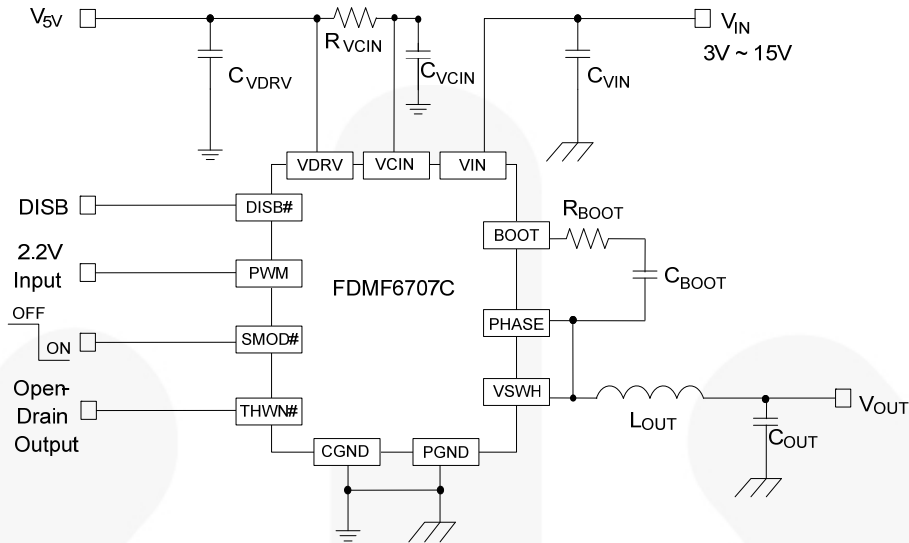 V5V
RVCIN
VIN
3V ~ 15V
CVDRV
CVCIN
CVIN
VDRV
VCIN
VIN
DISB
DISB#
BOOT
RBOOT
2.2V
Input
PWM
FDMF6707C
CBOOT
OFF
ON
SMOD#
PHASE
Open-
Drain
Output
THWN#
VSWH
LOUT
VOUT
COUT
CGND
PGND